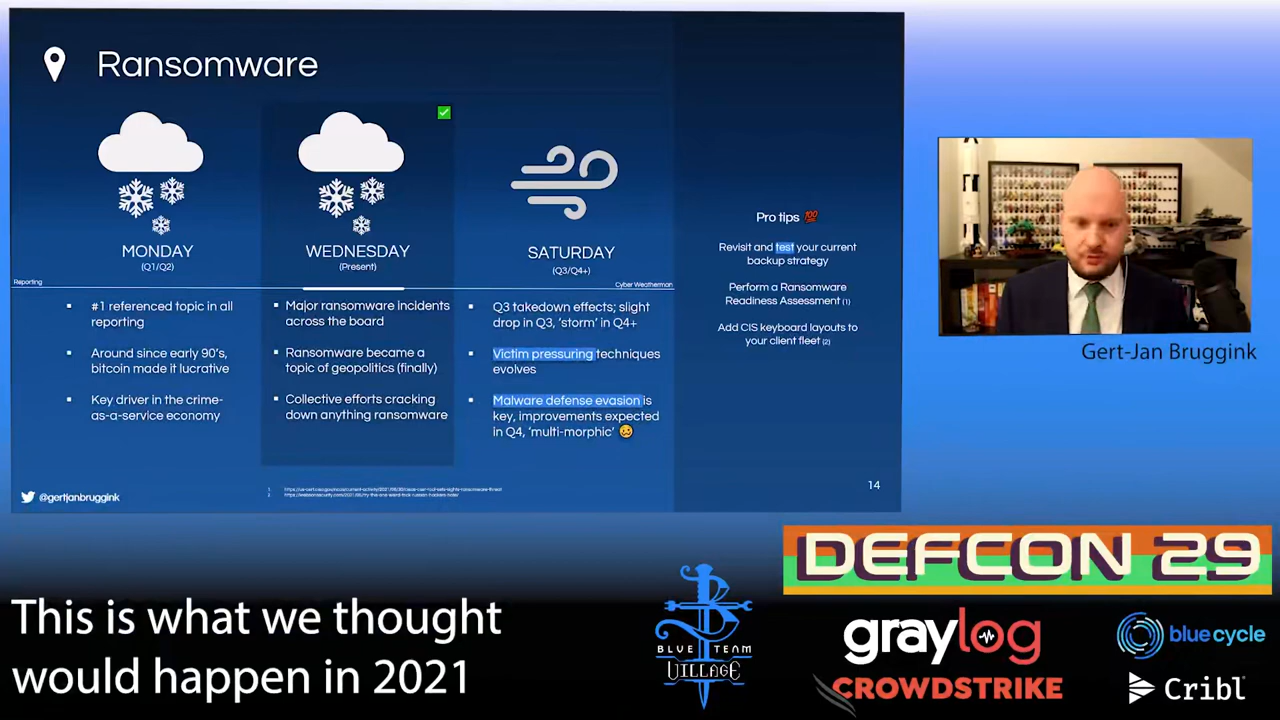 Ransomware
MONDAY
(Q1/Q2)
WEDNESDAY
(Present)
SATURDAY
(Q3/Q4+)
Reporting
Cyber Weatherman
#1 referenced topic in all
reporting
Around since early 90's,
bitcoin made it lucrative
Key driver in the crime-
as-a-service economy
Major ransomware incidents
across the board
Ransomware became a
topic of geopolitics (finally)
Collective efforts cracking
down anything ransomware
Q3 takedown effects; slight
drop in Q3, 'storm' in Q4+
Victim pressuring techniques
evolves
Malware defense evasion is
key, improvements expected
in Q4, 'multi-morphic'
Pro tips 💯
Revisit and test your current
backup strategy
Perform a Ransomware
Readiness Assessment (1)
Add CIS keyboard layouts to
your client fleet (2)
@gertjanbruggink
14
Gert-Jan Bruggink
This is what we thought
would happen in 2021
BLUE TEAM
VILLAGE
DEFCON 29
graylog
blue cycle
CROWDSTRIKE
Cribl